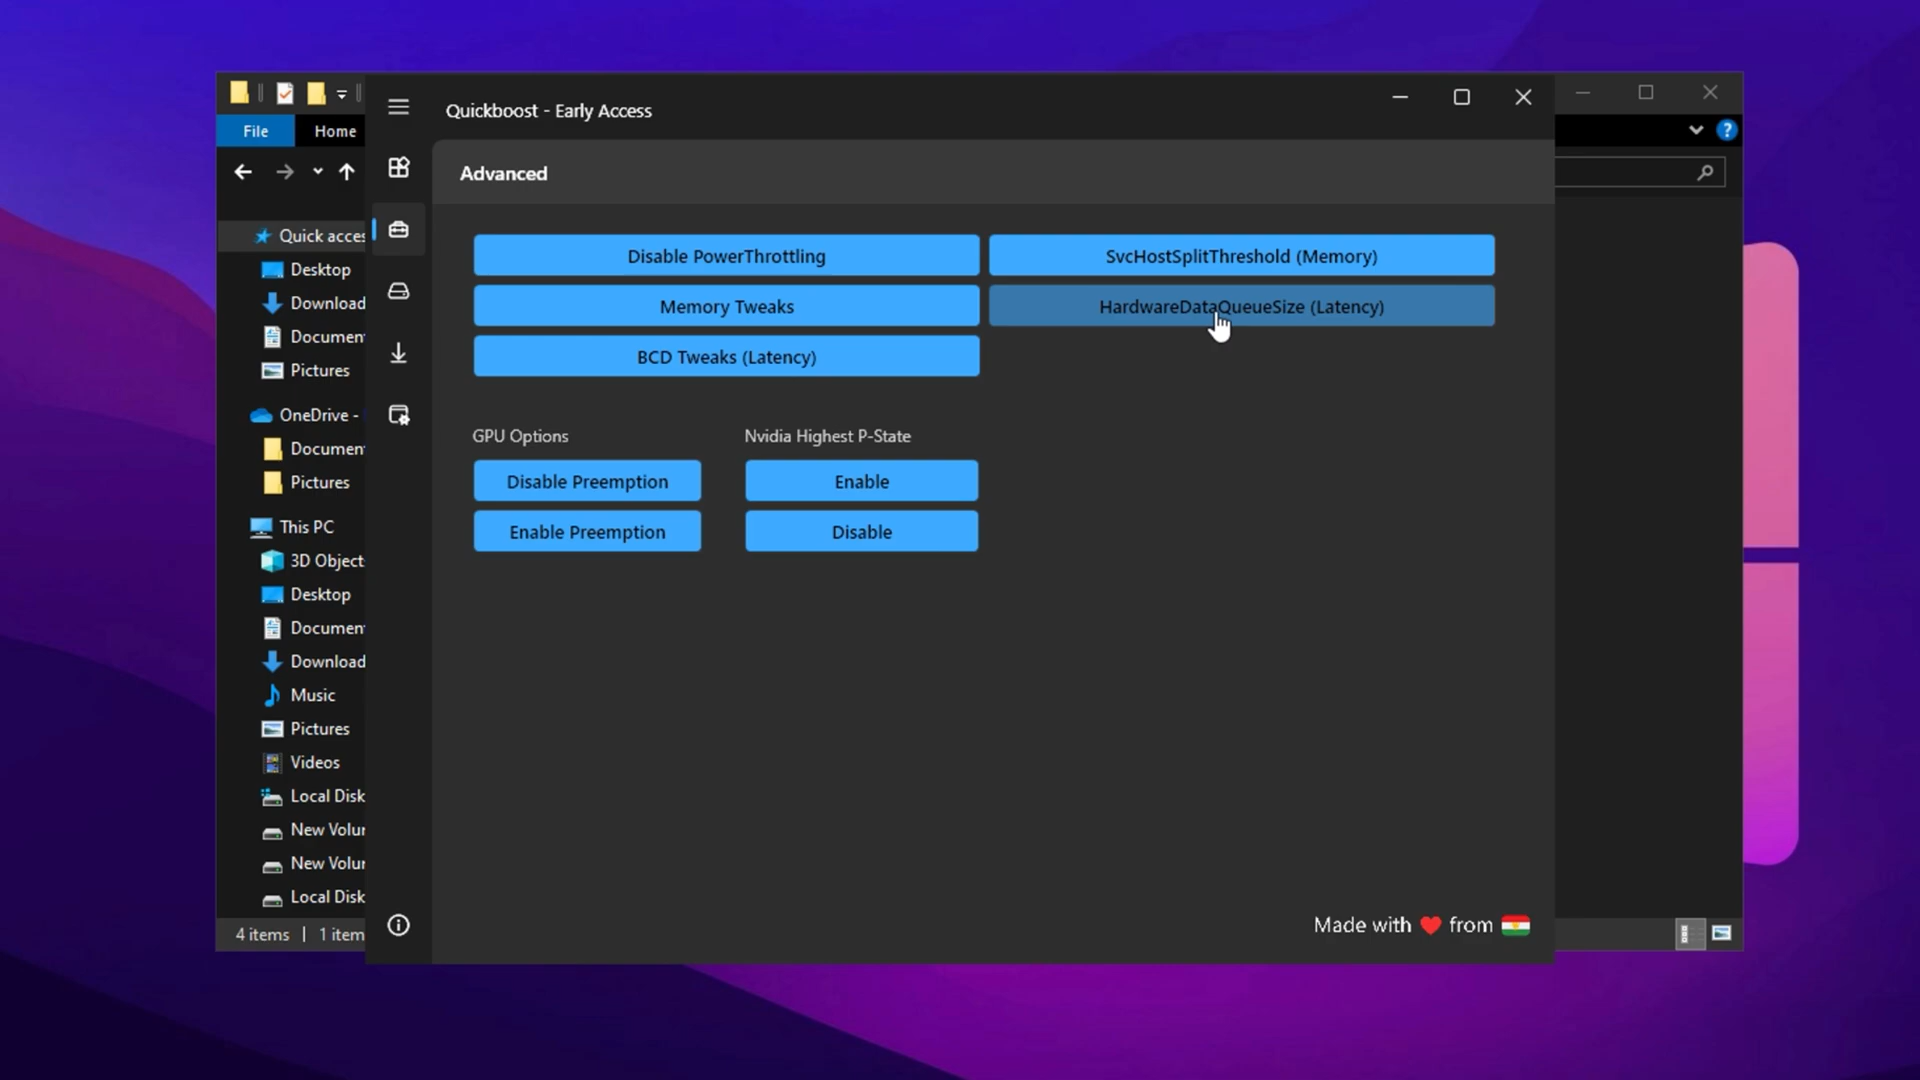 Quickboost - Early Access
File
Home
?
Advanced
Quick acces
Desktop
Download
Documen
Pictures
OneDrive -
Documen
Pictures
This PC
3D Object
Desktop
Documen
Download
Music
Pictures
Videos
Local Disk
New Volu
New Volu
Local Disk
4 items
1 item
Disable PowerThrottling
SvcHostSplitThreshold (Memory)
Memory Tweaks
HardwareDataQueueSize (Latency)
BCD Tweaks (Latency)
GPU Options
Nvidia Highest P-State
Disable Preemption
Enable
Enable Preemption
Disable
Made with ❤ from